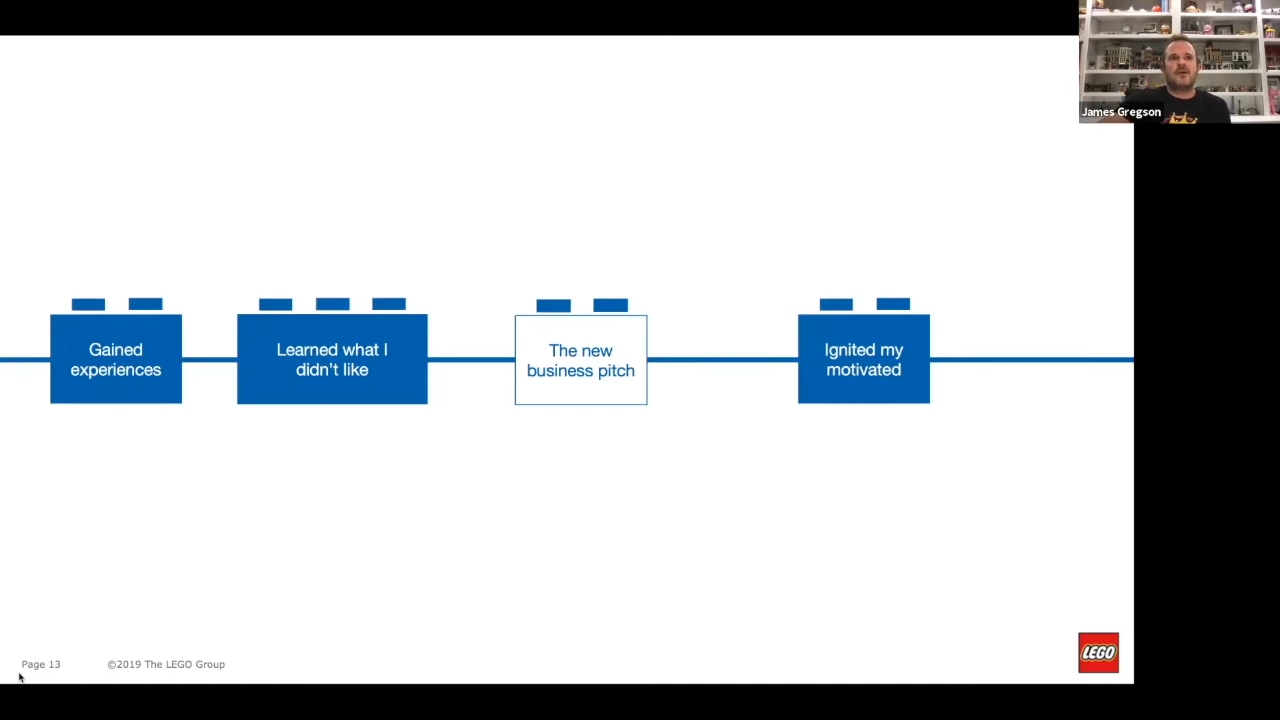 James Gregson
Gained
experiences
Learned what I
didn't like
The new
business pitch
Ignited my
motivated
Page 13
©2019 The LEGO Group
LEGO